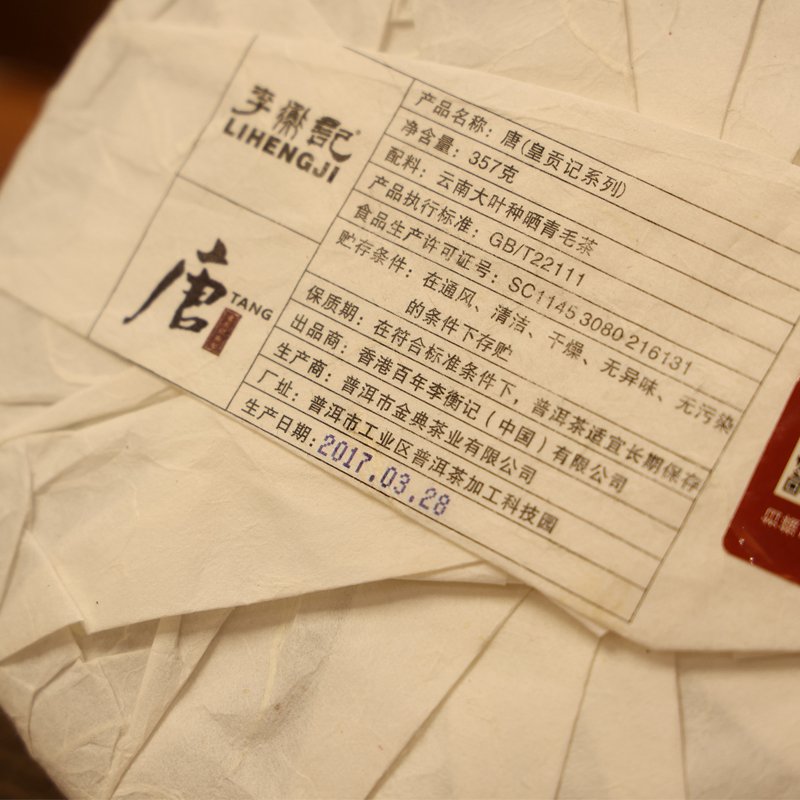 李衡記
LIHENGJI
唐
TANG
产品名称：唐(皇贡记系列)
净含量：357克
配料：云南大叶种晒青毛茶
产品执行标准：GB/T22111
食品生产许可证号：SC11453080216131
贮存条件：在通风、清洁、干燥、无异味、无污染
的条件下存贮
保质期：在符合标准条件下，普洱茶适宜长期保存
出品商：香港百年李衡记（中国）有限公司
生产商：普洱市金典茶业有限公司
厂址：普洱市工业区普洱茶加工科技园
生产日期:2017.03.28